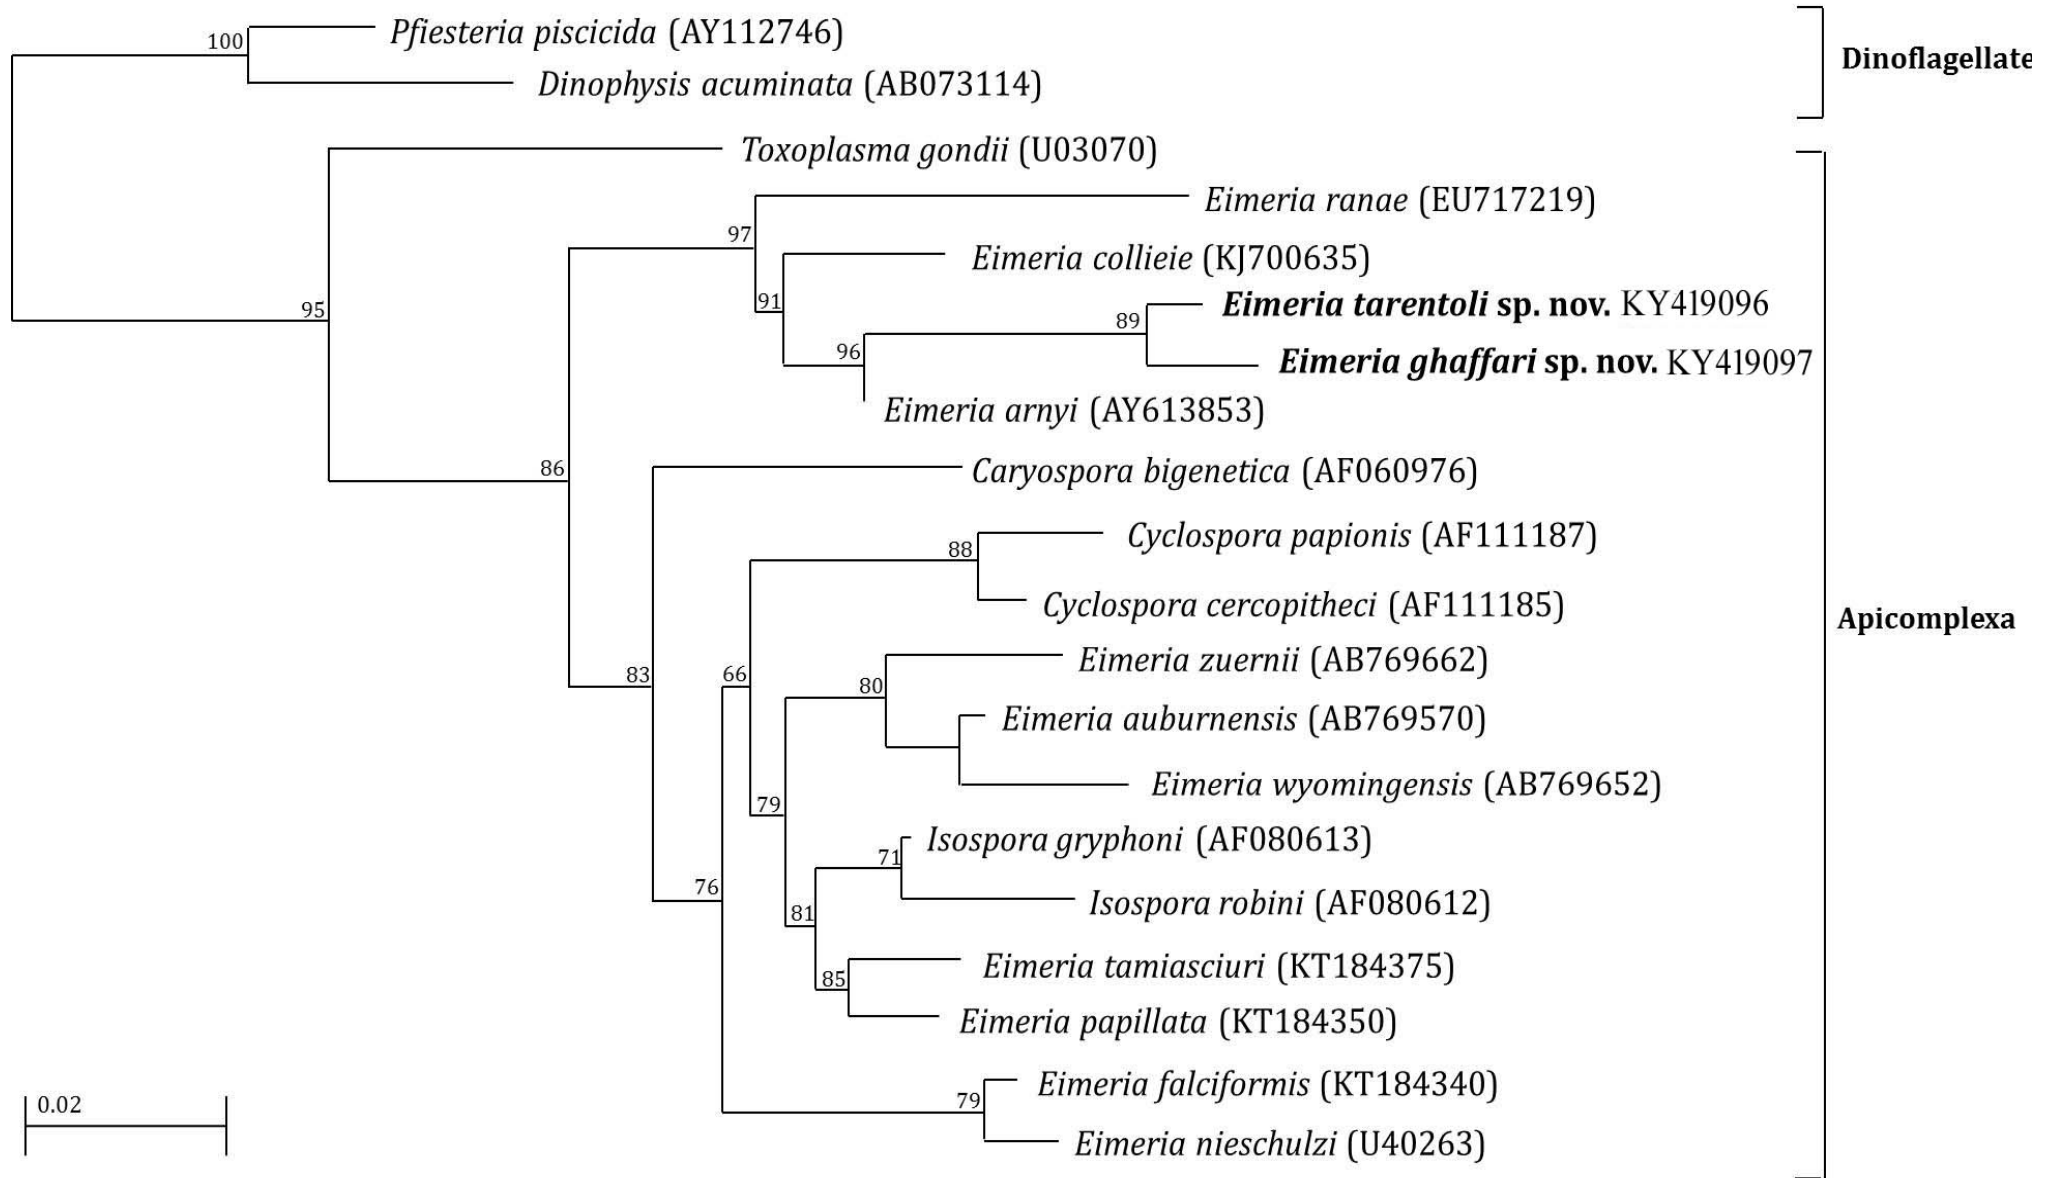 Pfiesteria piscicida (AY112746)
100
Dinoflagellate
Dinophysis acuminata (AB073114)
Toxoplasma gondii (U03070)
Eimeria ranae (EU717219)
97
Eimeria collieie (KJ700635)
91
95
Eimeria tarentoli sp. nov. KY419096
89
96
Eimeria ghaffari sp. nov. KY419097
Eimeria arnyi (AY613853)
86
Caryospora bigenetica (AF060976)
Cyclospora papionis (AF111187)
88
Cyclospora cercopitheci (AF111185)
Apicomplexa
Eimeria zuernii (AB769662)
83
66
80
Eimeria auburnensis (AB769570)
Eimeria wyomingensis (AB769652)
79
Isospora gryphoni (AF080613)
71
76
Isospora robini (AF080612)
81
Eimeria tamiasciuri (KT184375)
85
Eimeria papillata (KT184350)
Eimeria falciformis (KT184340)
79
0.02
Eimeria nieschulzi (U40263)